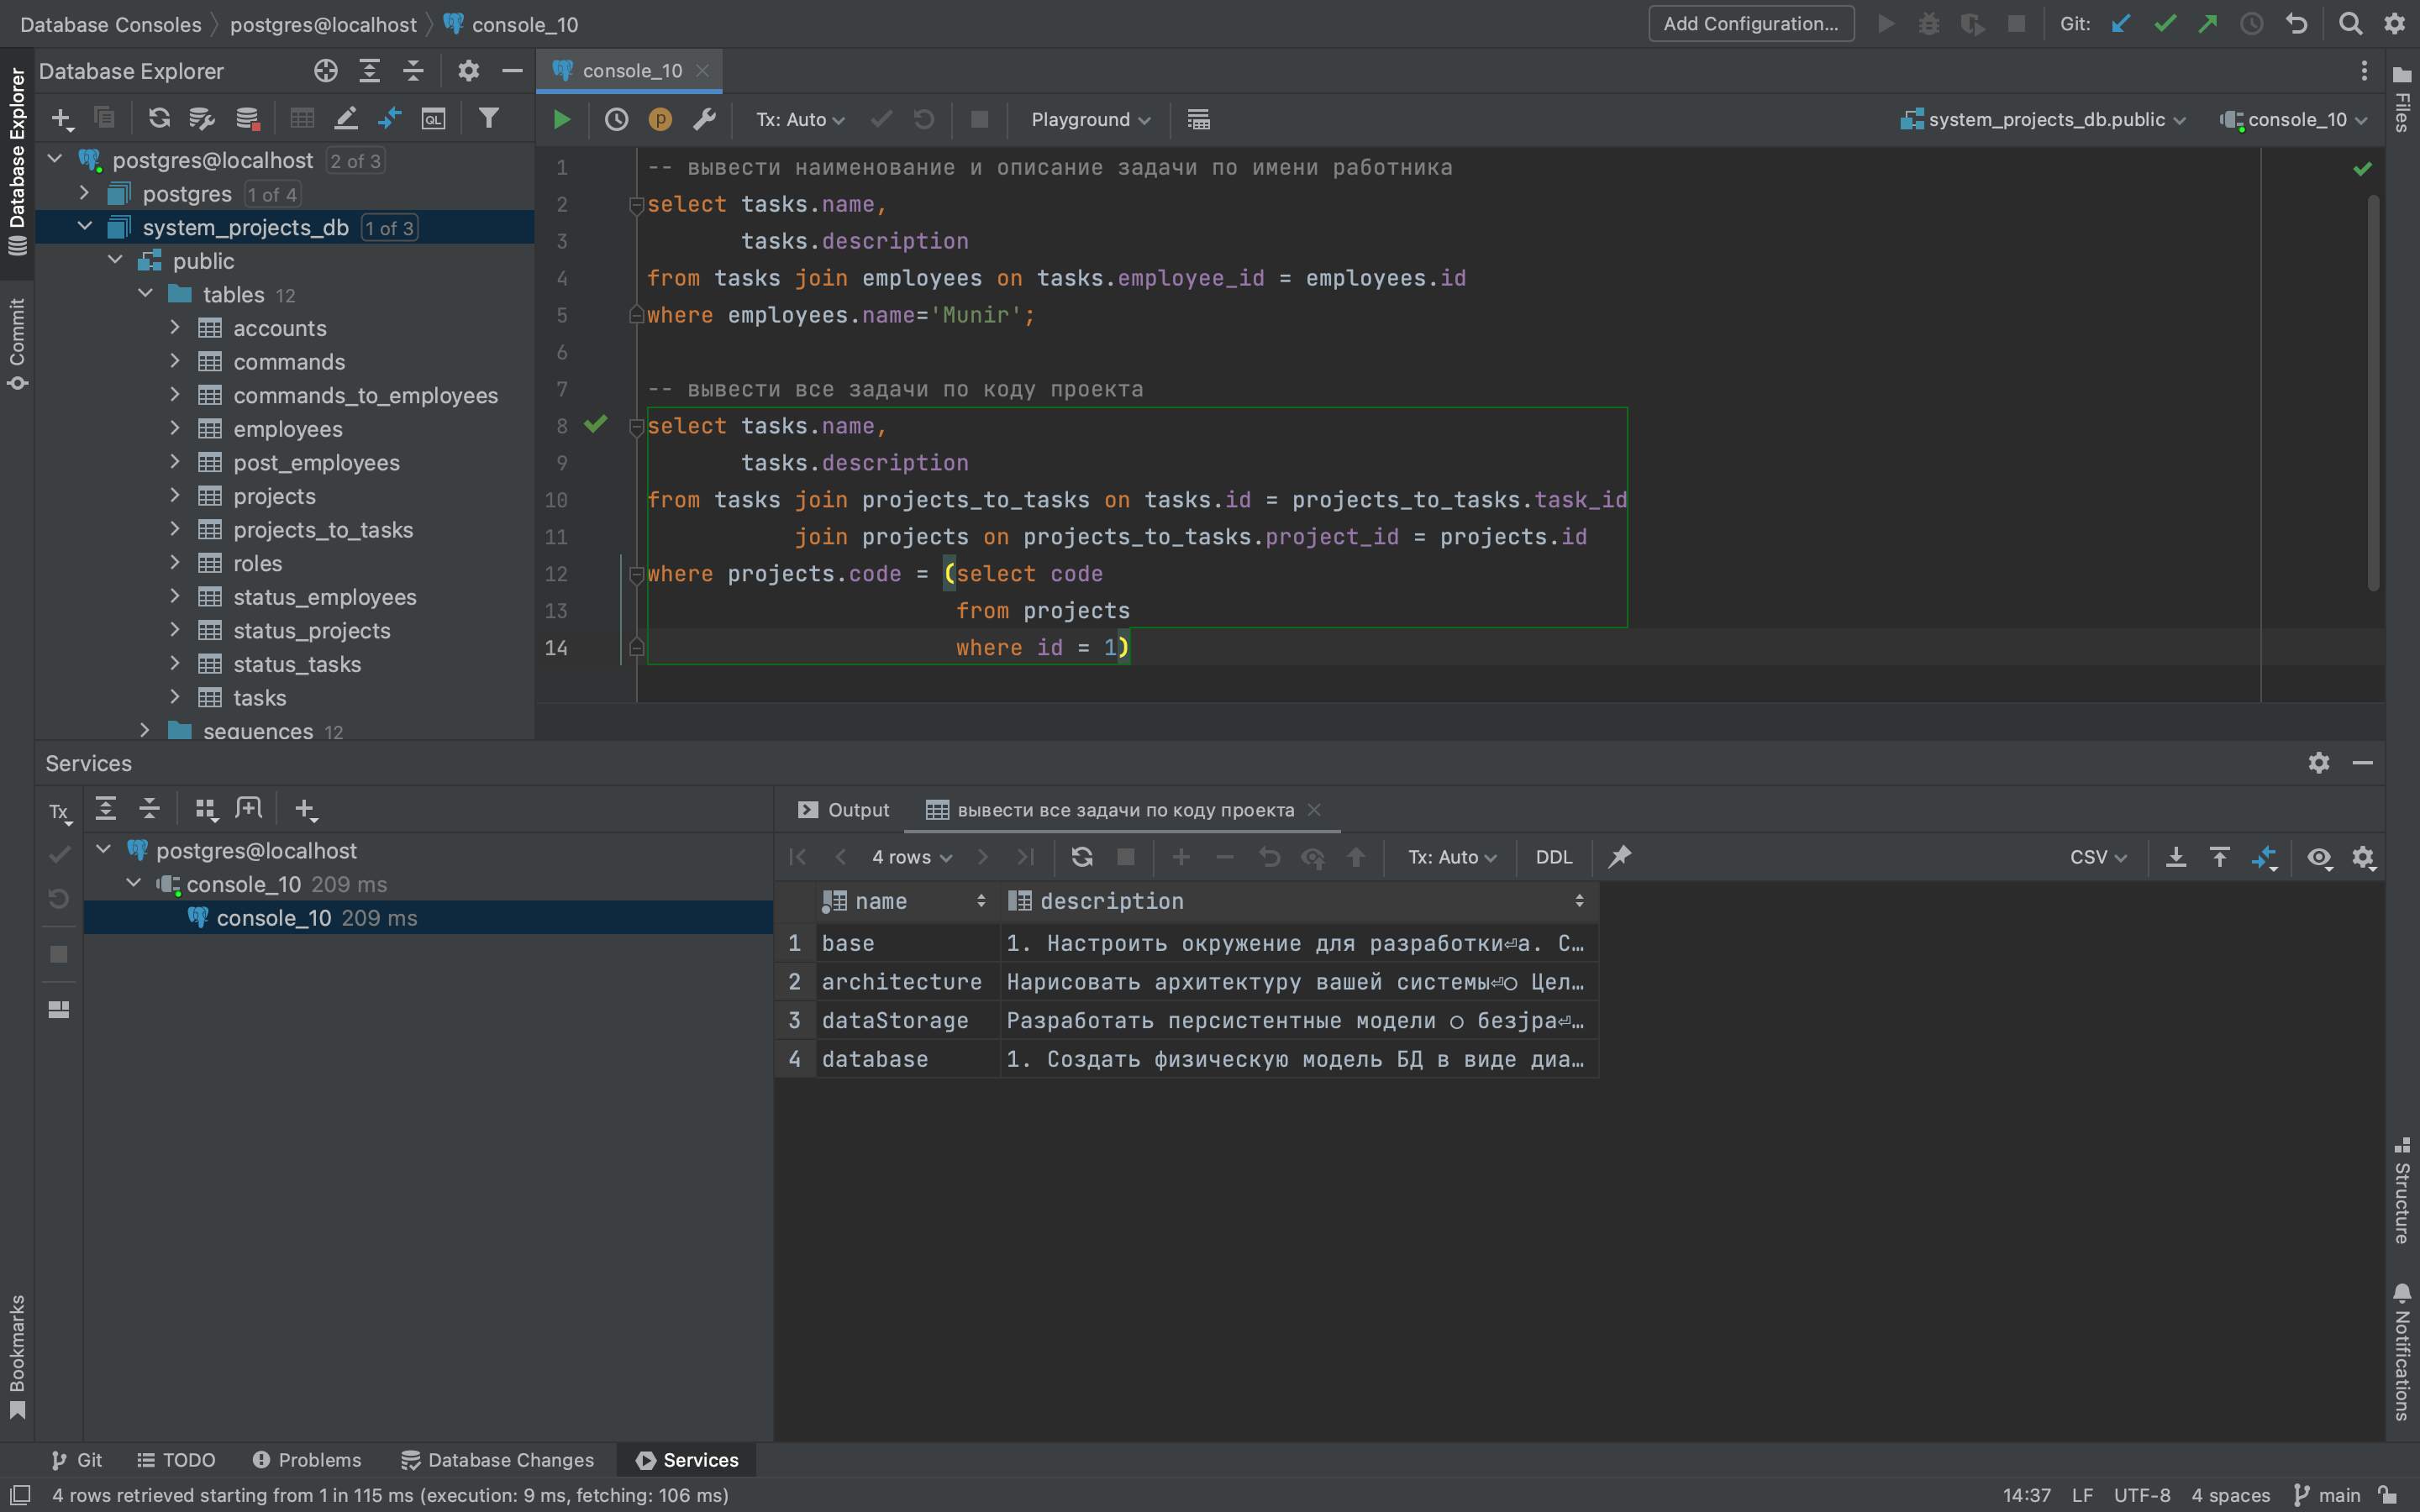 Database Consoles postgres@localhost console_10
Add Configuration...
Git:
Database Explorer
console_10
Tx: Auto
Playground
system_projects_db.public
console_10
postgres@localhost 2 of 3
postgres 1 of 4
system_projects_db 1 of 3
public
tables 12
accounts
commands
commands_to_employees
employees
post_employees
projects
projects_to_tasks
roles
status_employees
status_projects
status_tasks
tasks
sequences 12
1 -- вывести наименование и описание задачи по имени работника
2 select tasks.name,
3 tasks.description
4 from tasks join employees on tasks.employee_id = employees.id
5 where employees.name='Munir';
6
7 -- вывести все задачи по коду проекта
8 select tasks.name,
9 tasks.description
10 from tasks join projects_to_tasks on tasks.id = projects_to_tasks.task_id
11 join projects on projects_to_tasks.project_id = projects.id
12 where projects.code = (select code
13 from projects
14 where id = 1)
Database Explorer
Commit
Bookmarks
Files
Structure
Notifications
Services
Tx
postgres@localhost
console_10 209 ms
console_10 209 ms
Output
вывести все задачи по коду проекта
4 rows
Tx: Auto
DDL
CSV
name description
1 base 1. Настроить окружение для разработки⏎a. С…
2 architecture Нарисовать архитектуру вашей системы⏎○ Цел…
3 dataStorage Разработать персистентные модели ○ безjpa⏎…
4 database 1. Создать физическую модель БД в виде диа…
Git
TODO
Problems
Database Changes
Services
4 rows retrieved starting from 1 in 115 ms (execution: 9 ms, fetching: 106 ms)
14:37 LF UTF-8 4 spaces main